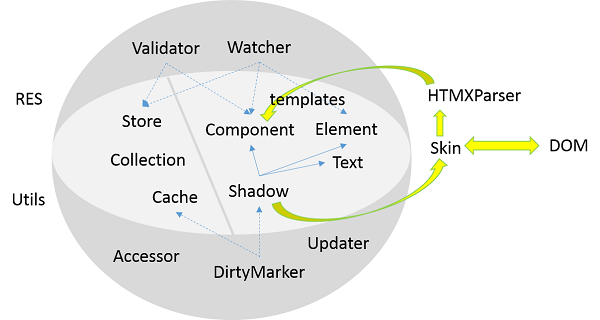 Validator
Watcher
RES
templates
HTMXParser
Store
Component
Element
Skin
DOM
Collection
Text
Utils
Cache
Shadow
Accessor
Updater
DirtyMarker